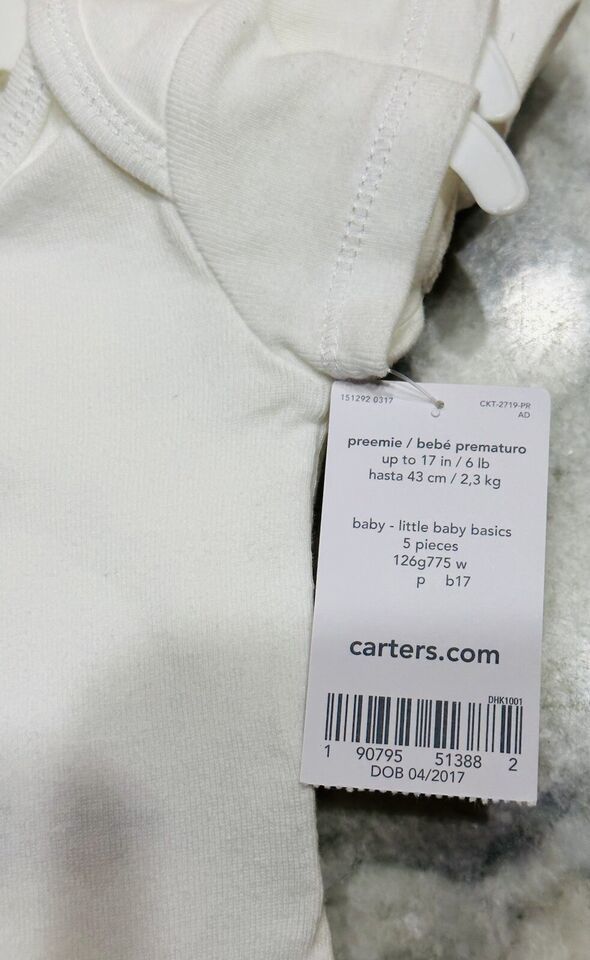 151292 0317
CKT-2719-PR
AD
preemie / bebé prematuro
up to 17 in / 6 lb
hasta 43 cm / 2,3 kg
baby - little baby basics
5 pieces
126g775 w
p b17
carters.com
DHK1001
1 90795 51388 2
DOB 04/2017